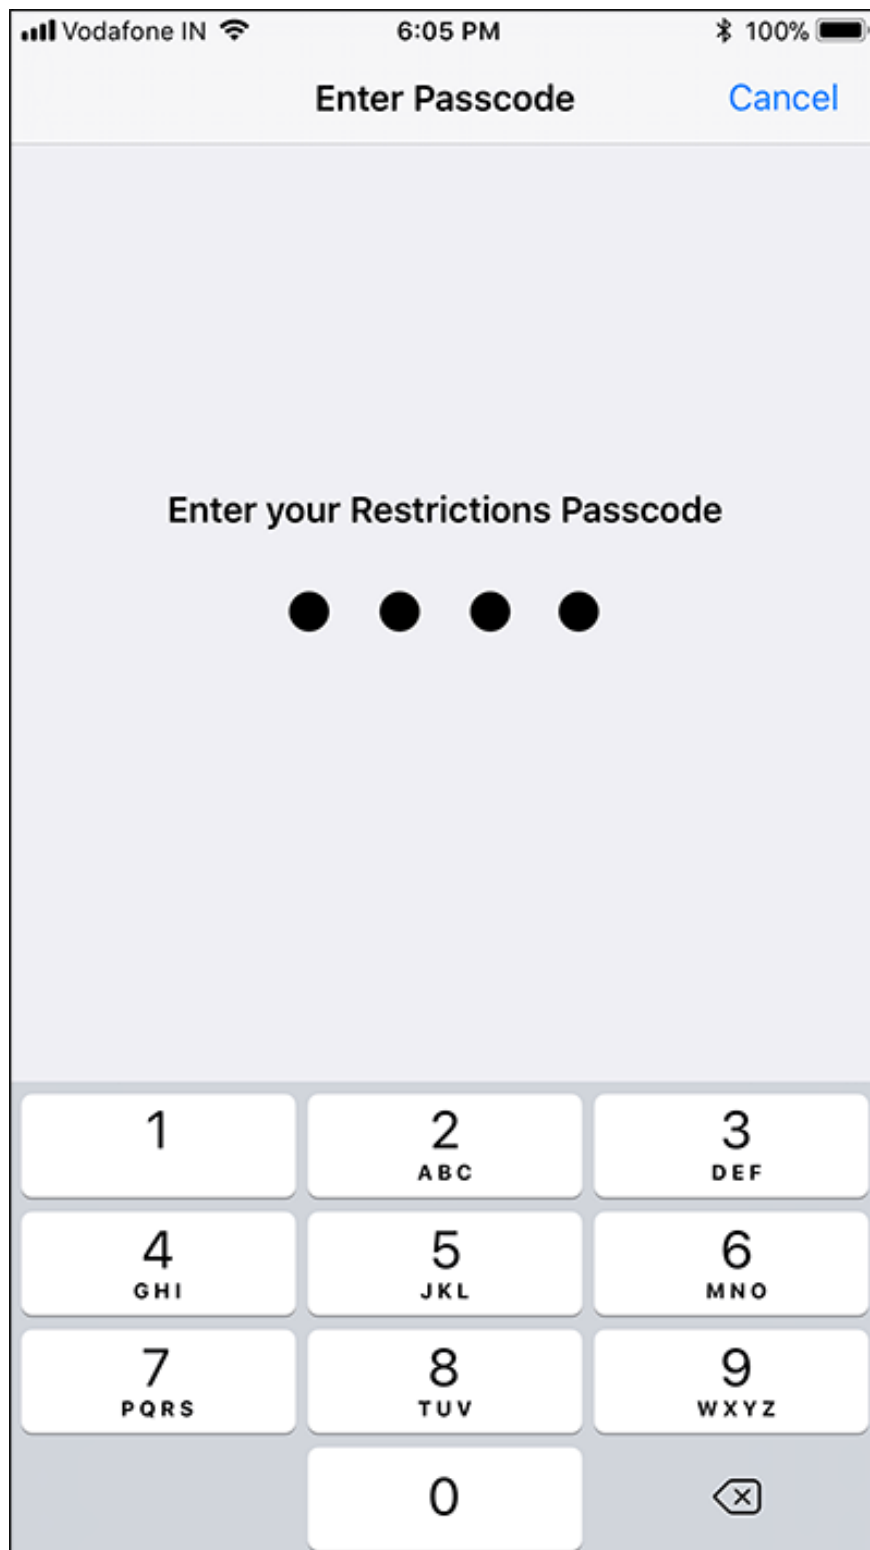 Vodafone IN 6:05 PM 100%
Enter Passcode Cancel
Enter your Restrictions Passcode
1 2 3
ABC DEF
4 5 6
GHI JKL MNO
7 8 9
PQRS TUV WXYZ
0